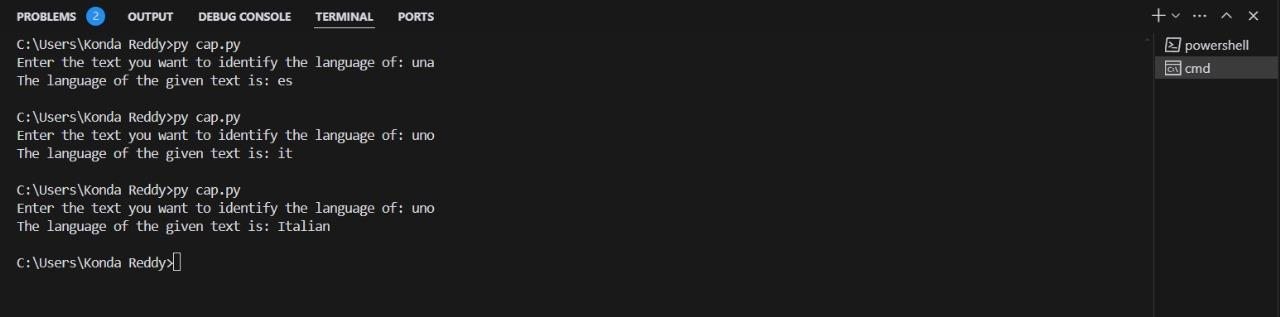 PROBLEMS 2 OUTPUT DEBUG CONSOLE TERMINAL PORTS
C:\Users\Konda Reddy>py cap.py
Enter the text you want to identify the language of: una
The language of the given text is: es
C:\Users\Konda Reddy>py cap.py
Enter the text you want to identify the language of: uno
The language of the given text is: it
C:\Users\Konda Reddy>py cap.py
Enter the text you want to identify the language of: uno
The language of the given text is: Italian
C:\Users\Konda Reddy>
powershell
cmd